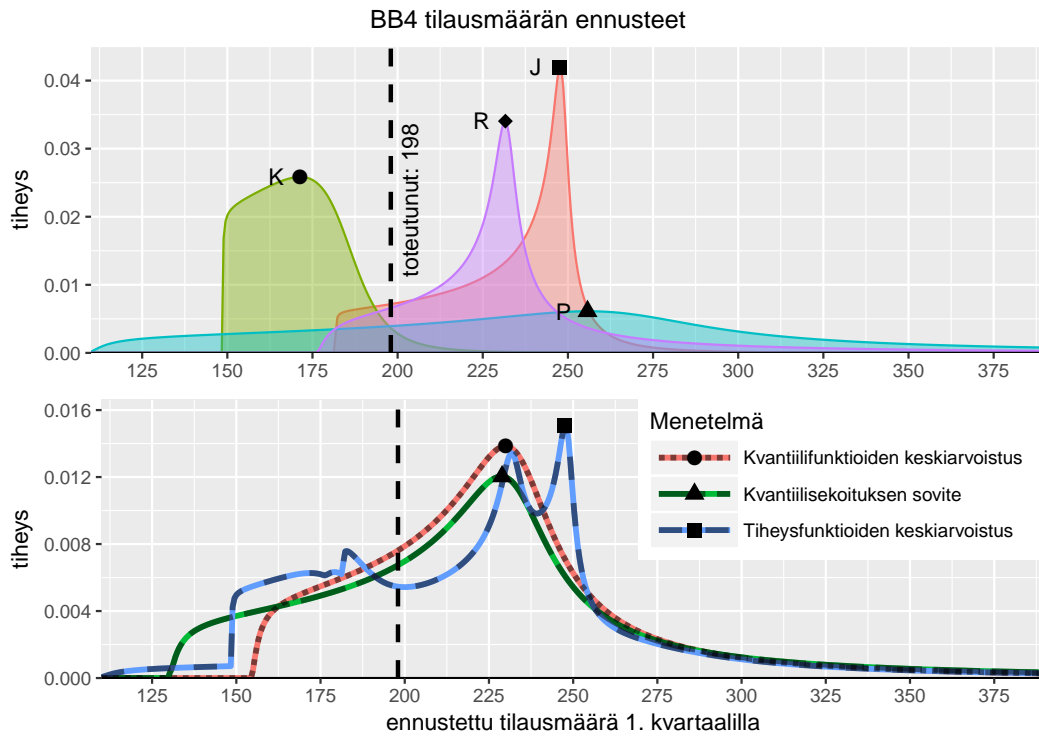 BB4 tilausmäärän ennusteet
tiheys
0.04
0.03
0.02
0.01
0.00
J
R
K
P
toteutunut: 198
125 150 175 200 225 250 275 300 325 350 375
tiheys
0.016
0.012
0.008
0.004
0.000
Menetelmä
Kvantiilifunktioiden keskiarvoistus
Kvantiilisekoituksen sovite
Tiheysfunktioiden keskiarvoistus
125 150 175 200 225 250 275 300 325 350 375
ennustettu tilausmäärä 1. kvartaalilla